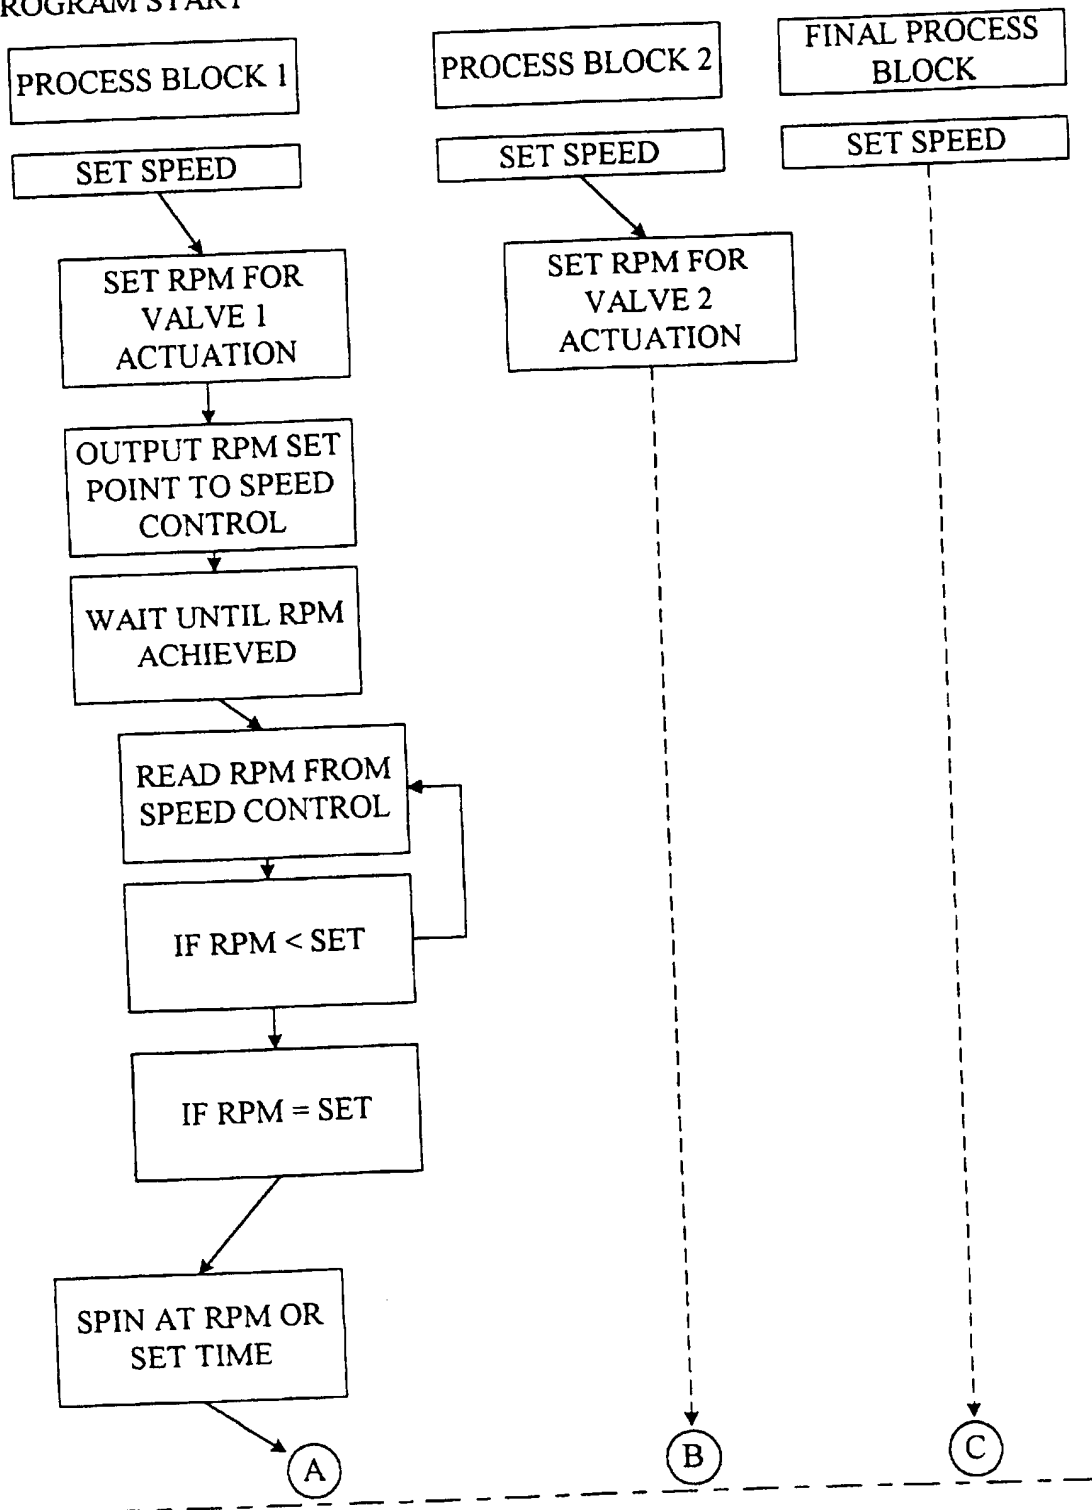 ROGRAM START
PROCESS BLOCK 1
SET SPEED
SET RPM FOR
VALVE 1
ACTUATION
OUTPUT RPM SET
POINT TO SPEED
CONTROL
WAIT UNTIL RPM
ACHIEVED
READ RPM FROM
SPEED CONTROL
IF RPM < SET
IF RPM = SET
SPIN AT RPM OR
SET TIME
A
PROCESS BLOCK 2
SET SPEED
SET RPM FOR
VALVE 2
ACTUATION
B
FINAL PROCESS
BLOCK
SET SPEED
C